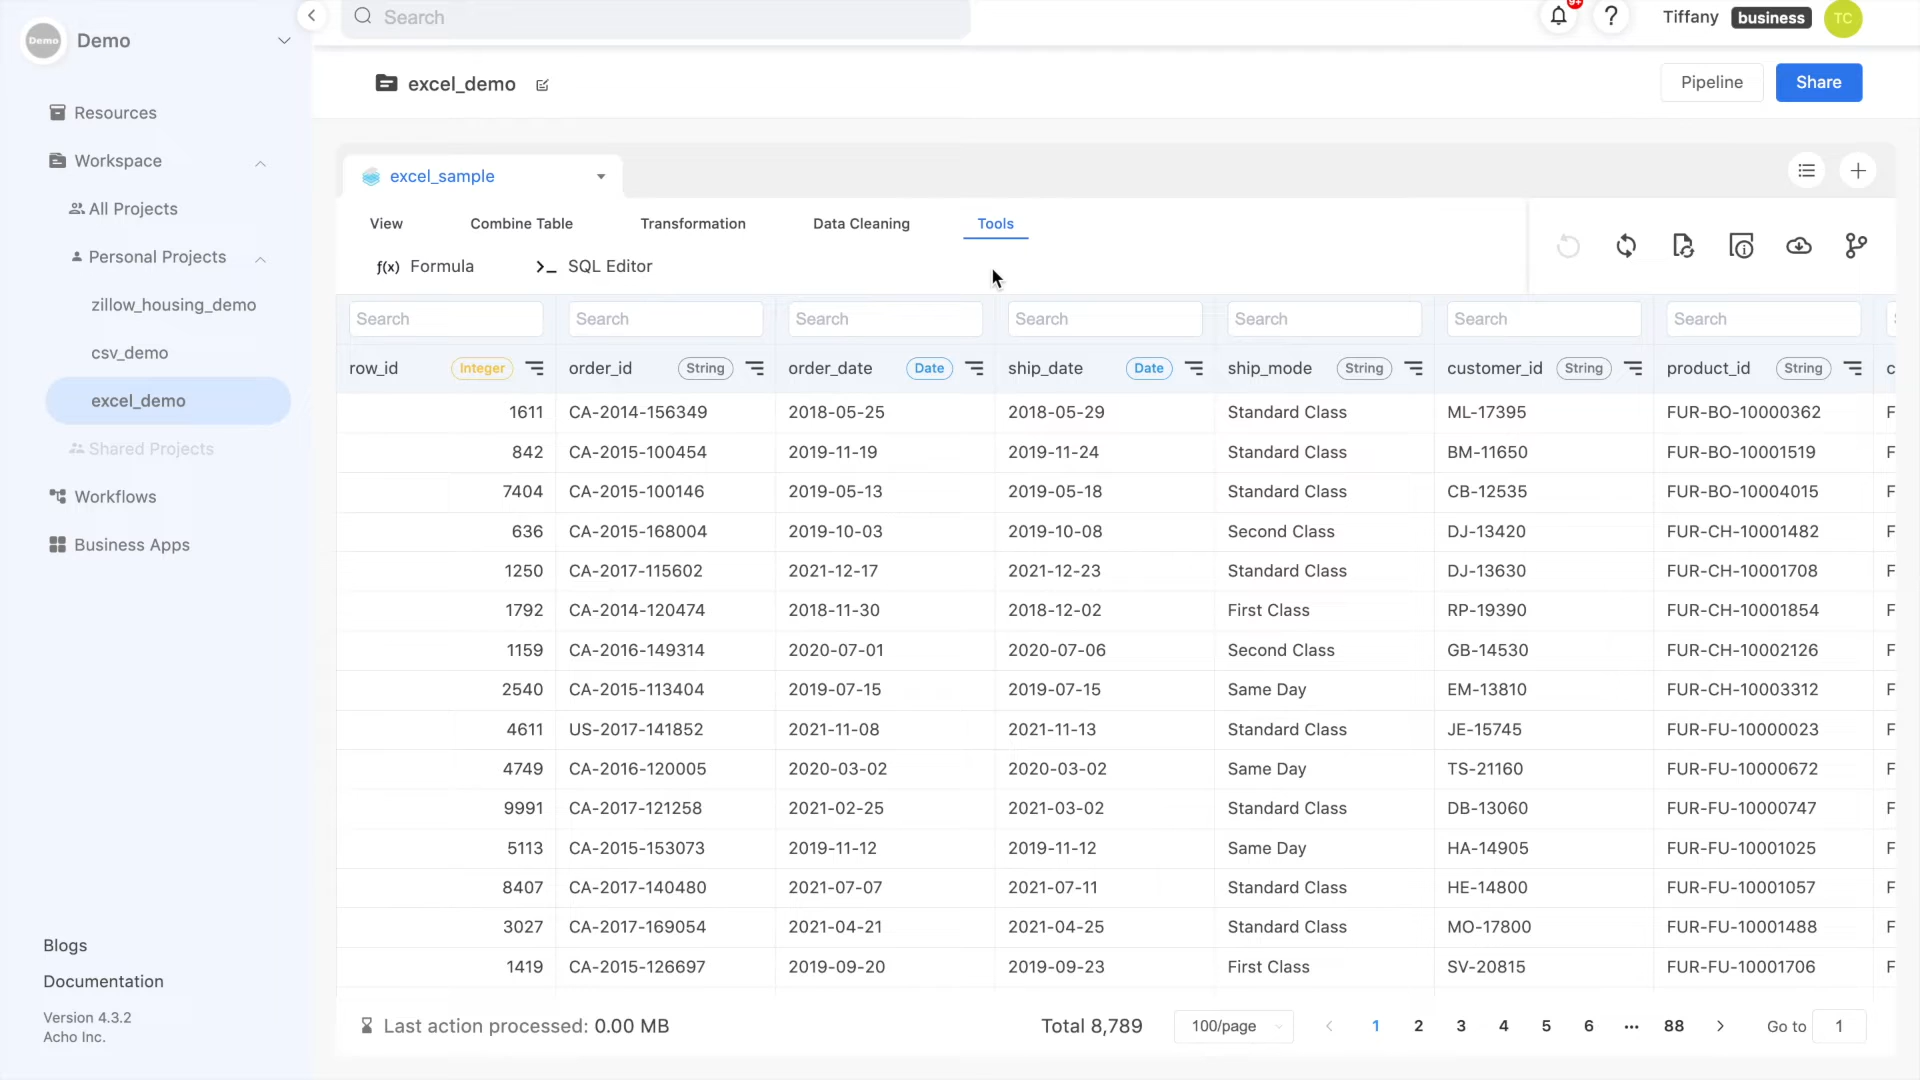 Demo
Demo
Search
9+
Tiffany business TC
excel_demo
Pipeline
Share
Resources
Workspace
All Projects
Personal Projects
zillow_housing_demo
csv_demo
excel_demo
Shared Projects
Workflows
Business Apps
Blogs
Documentation
Version 4.3.2
Acho Inc.
excel_sample
View Combine Table Transformation Data Cleaning Tools
f(x) Formula >_ SQL Editor
Search Search Search Search Search Search Search
row_id Integer order_id String order_date Date ship_date Date ship_mode String customer_id String product_id String c
1611 CA-2014-156349 2018-05-25 2018-05-29 Standard Class ML-17395 FUR-BO-10000362 F
842 CA-2015-100454 2019-11-19 2019-11-24 Standard Class BM-11650 FUR-BO-10001519 F
7404 CA-2015-100146 2019-05-13 2019-05-18 Standard Class CB-12535 FUR-BO-10004015 F
636 CA-2015-168004 2019-10-03 2019-10-08 Second Class DJ-13420 FUR-CH-10001482 F
1250 CA-2017-115602 2021-12-17 2021-12-23 Standard Class DJ-13630 FUR-CH-10001708 F
1792 CA-2014-120474 2018-11-30 2018-12-02 First Class RP-19390 FUR-CH-10001854 F
1159 CA-2016-149314 2020-07-01 2020-07-06 Second Class GB-14530 FUR-CH-10002126 F
2540 CA-2015-113404 2019-07-15 2019-07-15 Same Day EM-13810 FUR-CH-10003312 F
4611 US-2017-141852 2021-11-08 2021-11-13 Standard Class JE-15745 FUR-FU-10000023 F
4749 CA-2016-120005 2020-03-02 2020-03-02 Same Day TS-21160 FUR-FU-10000672 F
9991 CA-2017-121258 2021-02-25 2021-03-02 Standard Class DB-13060 FUR-FU-10000747 F
5113 CA-2015-153073 2019-11-12 2019-11-12 Same Day HA-14905 FUR-FU-10001025 F
8407 CA-2017-140480 2021-07-07 2021-07-11 Standard Class HE-14800 FUR-FU-10001057 F
3027 CA-2017-169054 2021-04-21 2021-04-25 Standard Class MO-17800 FUR-FU-10001488 F
1419 CA-2015-126697 2019-09-20 2019-09-23 First Class SV-20815 FUR-FU-10001706 F
Last action processed: 0.00 MB Total 8,789 100/page 1 2 3 4 5 6 ... 88 Go to 1